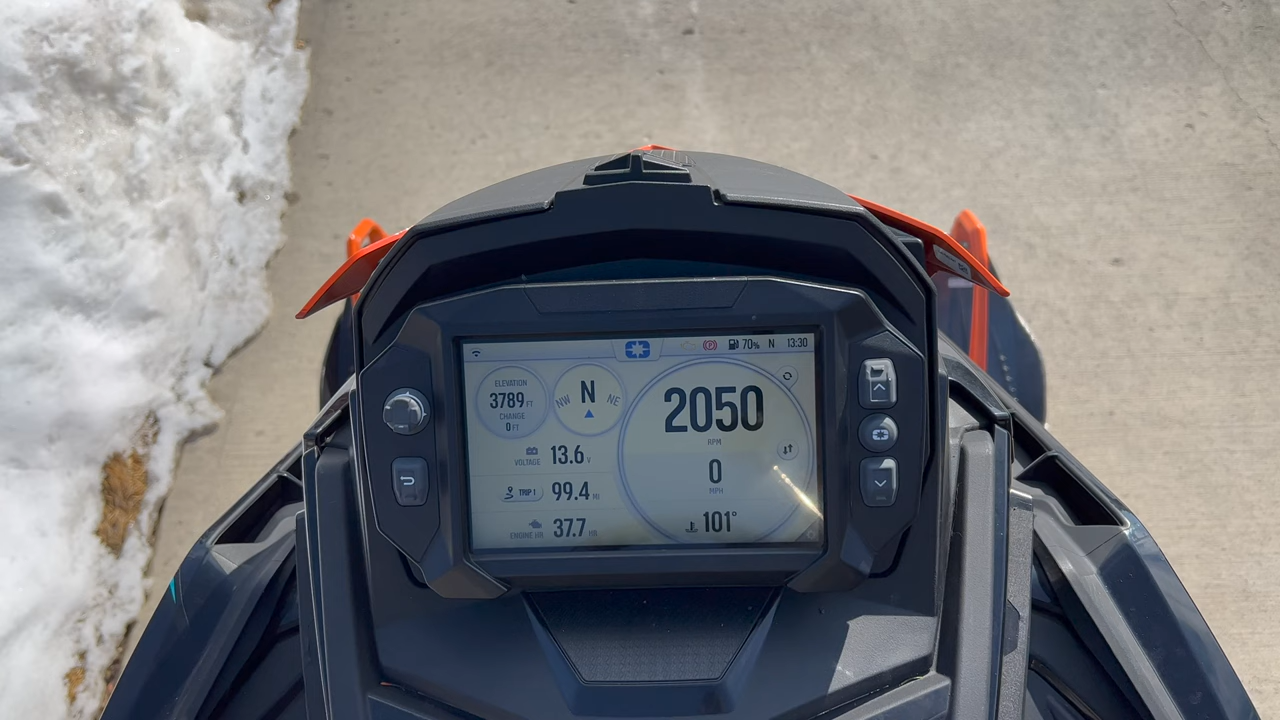 70% N 13:30
ELEVATION
3789 FT
CHANGE
0 FT
NW N NE
2050
RPM
VOLTAGE 13.6 V
0
MPH
TRIP 1 99.4 MI
ENGINE HR 37.7 HR
101°